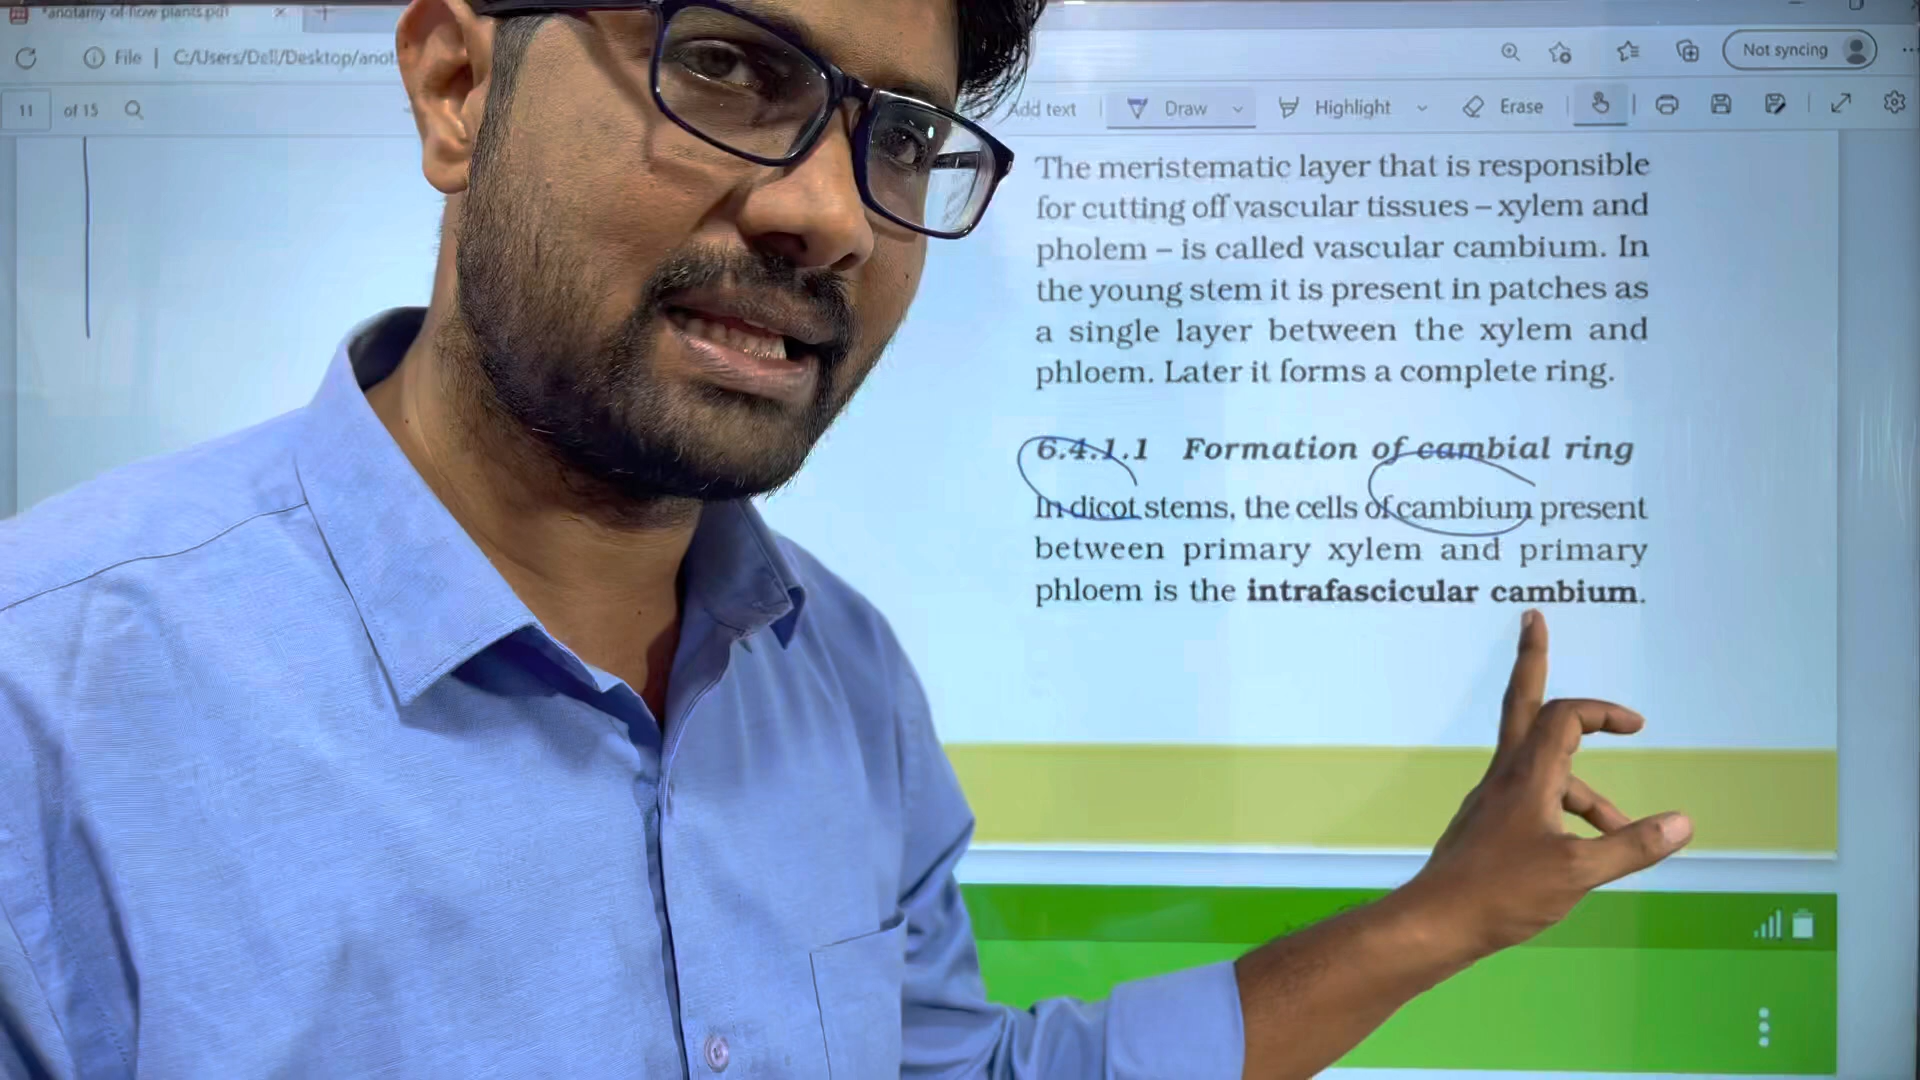 *anotamy of flow plants.pdf
File | C:/Users/Dell/Desktop/anot
Not syncing
11 of 15
Add text Draw Highlight Erase
The meristematic layer that is responsible
for cutting off vascular tissues – xylem and
pholem – is called vascular cambium. In
the young stem it is present in patches as
a single layer between the xylem and
phloem. Later it forms a complete ring.
6.4.1.1 Formation of cambial ring
In dicot stems, the cells of cambium present
between primary xylem and primary
phloem is the intrafascicular cambium.